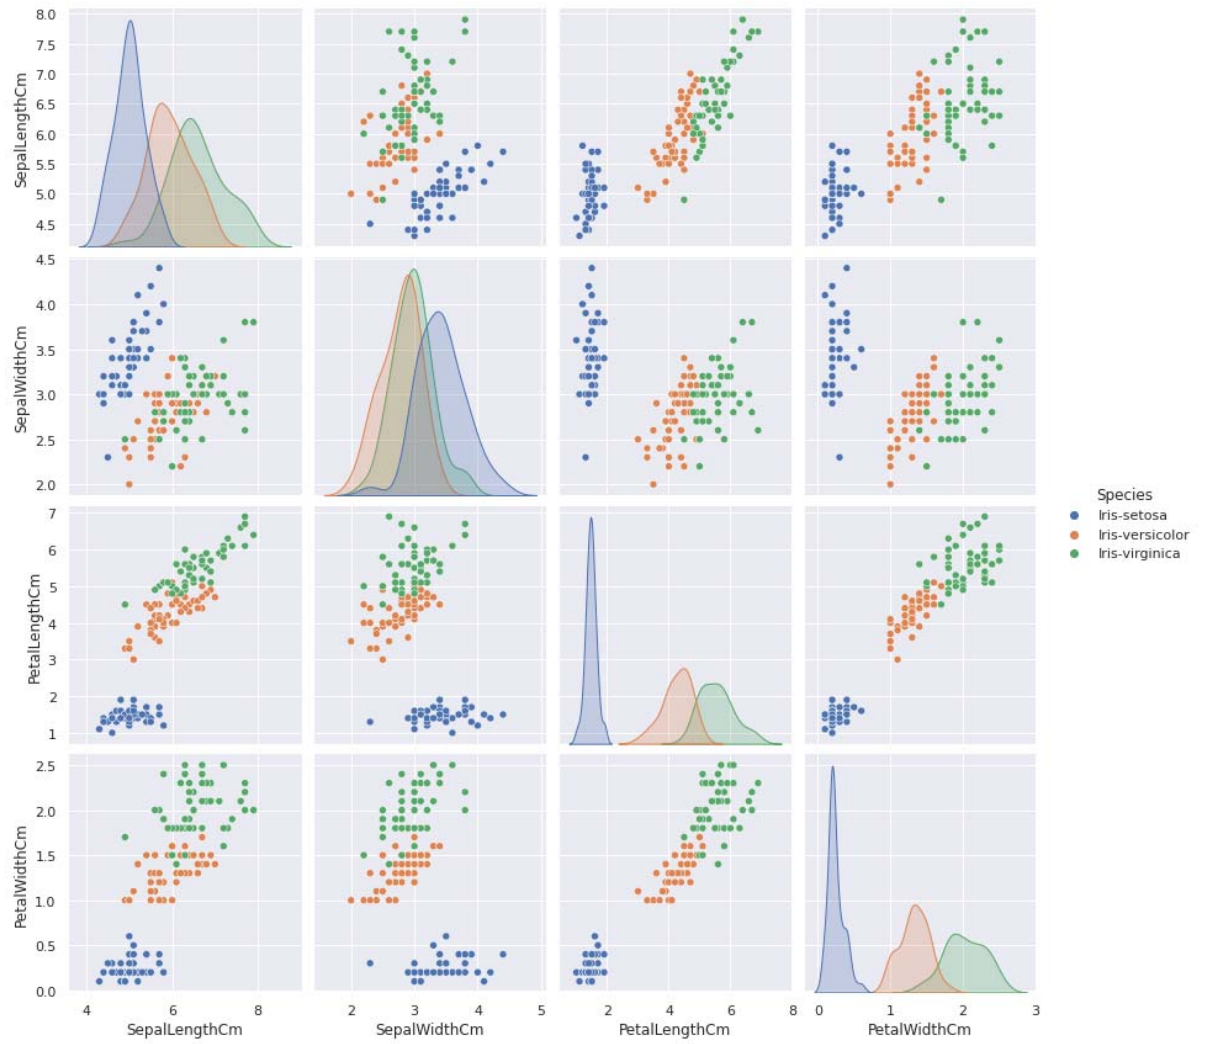 8.0
7.5
7.0
6.5
6.0
5.5
5.0
4.5
SepalLengthCm
4.5
4.0
3.5
3.0
2.5
2.0
SepalWidthCm
Species
Iris-setosa
Iris-versicolor
Iris-virginica
7
6
5
4
3
2
1
PetalLengthCm
2.5
2.0
1.5
1.0
0.5
0.0
PetalWidthCm
4 6 8 2 3 4 5 2 4 6 8 0 1 2 3
SepalLengthCm SepalWidthCm PetalLengthCm PetalWidthCm